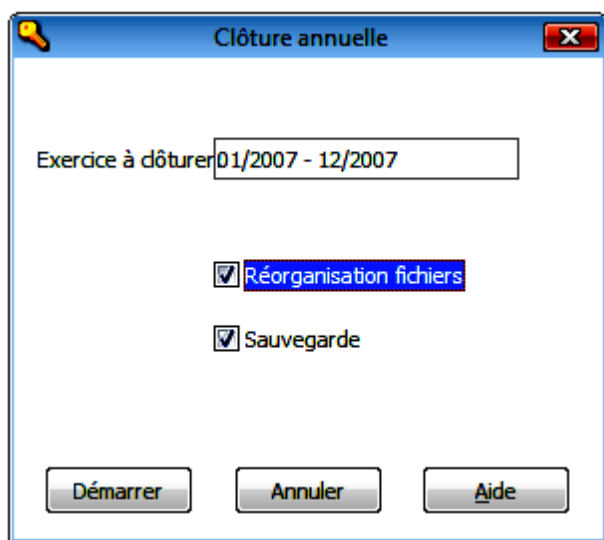 Clôture annuelle
Exercice à clôturer 01/2007 - 12/2007
Réorganisation fichiers
Sauvegarde
Démarrer Annuler Aide